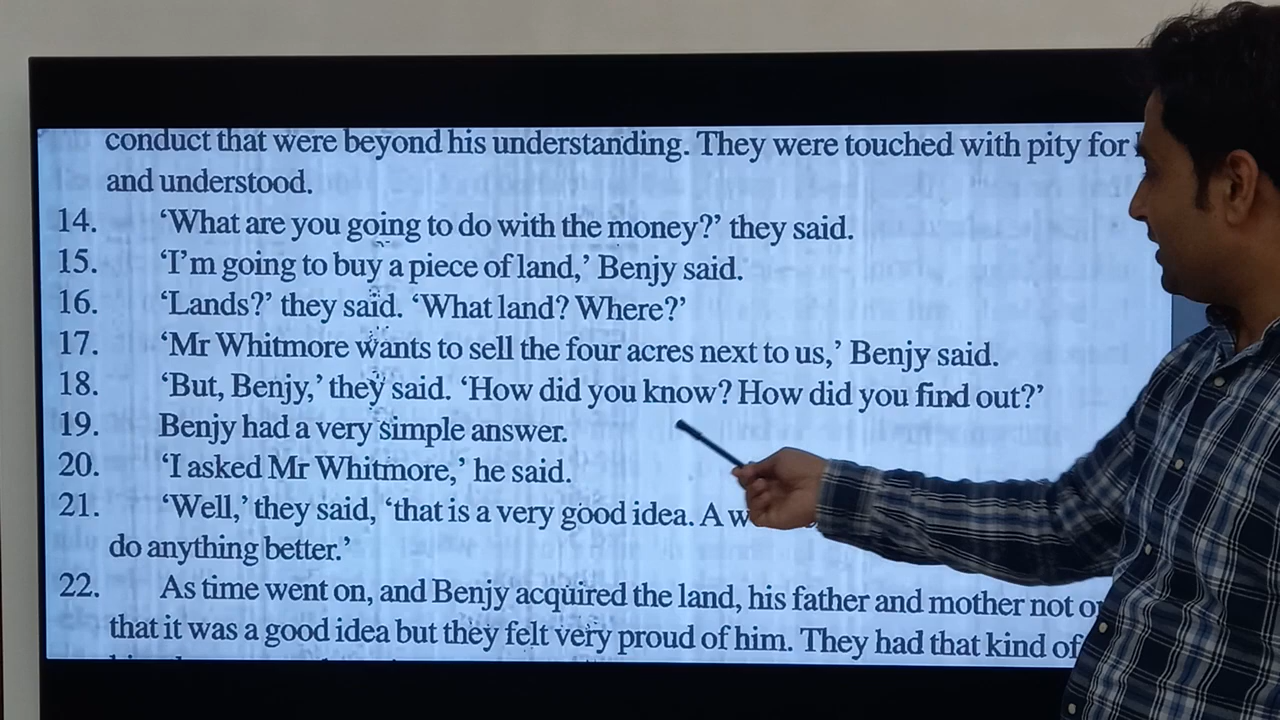 conduct that were beyond his understanding. They were touched with pity for
and understood.
14. ‘What are you going to do with the money?’ they said.
15. ‘I’m going to buy a piece of land,’ Benjy said.
16. ‘Lands?’ they said. ‘What land? Where?’
17. ‘Mr Whitmore wants to sell the four acres next to us,’ Benjy said.
18. ‘But, Benjy,’ they said. ‘How did you know? How did you find out?’
19. Benjy had a very simple answer.
20. ‘I asked Mr Whitmore,’ he said.
21. ‘Well,’ they said, ‘that is a very good idea. A
do anything better.’
22. As time went on, and Benjy acquired the land, his father and mother not
that it was a good idea but they felt very proud of him. They had that kind of